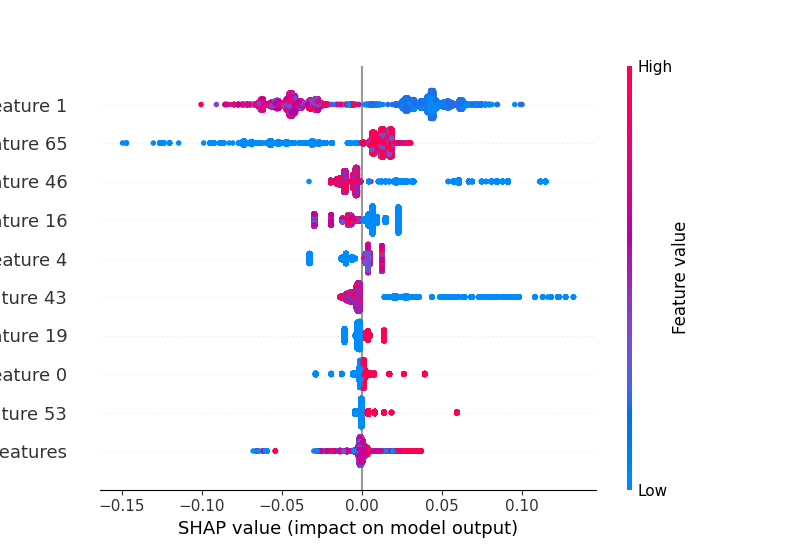 High
eature 1
ature 65
ature 46
ature 16
eature 4
ature 43
ature 19
eature 0
ture 53
eatures
Low
Feature value
−0.15 −0.10 −0.05 0.00 0.05 0.10
SHAP value (impact on model output)